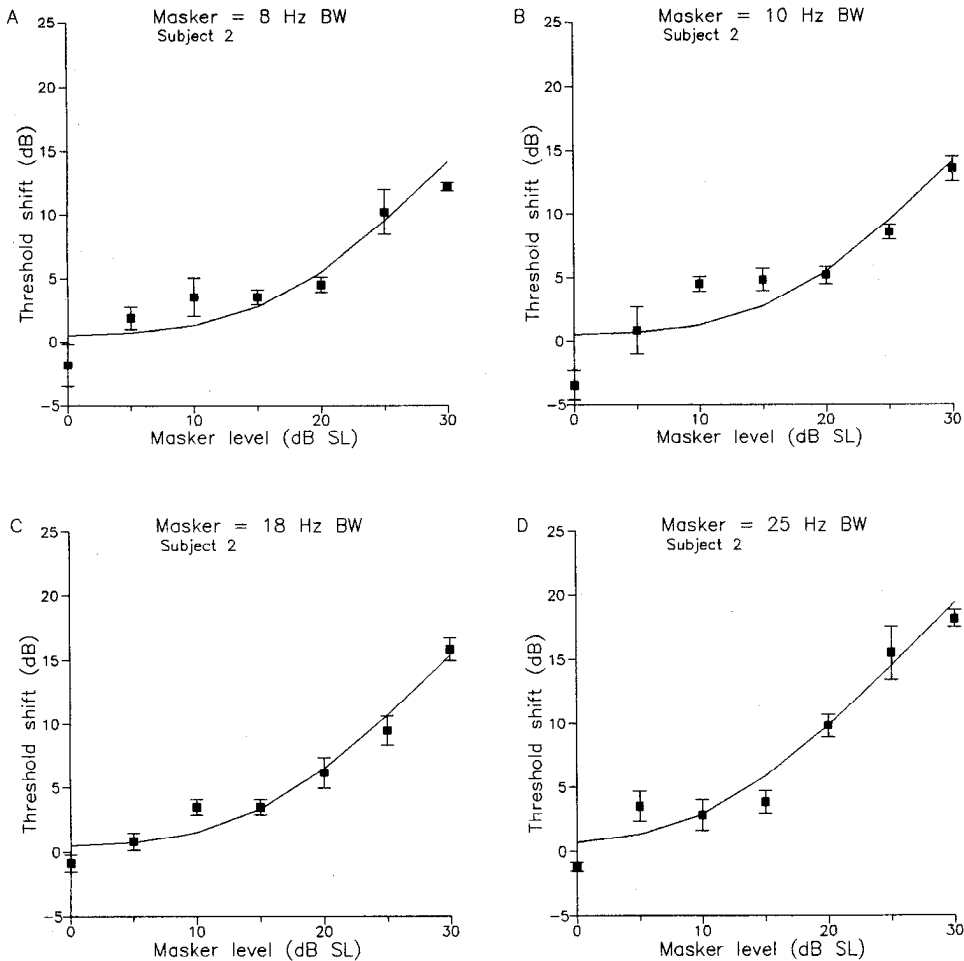 A
Masker = 8 Hz BW
Subject 2
25
20
15
10
5
0
−5
Threshold shift (dB)
0
10
20
30
Masker level (dB SL)
B
Masker = 10 Hz BW
Subject 2
25
20
15
10
5
0
−5
Threshold shift (dB)
0
10
20
30
Masker level (dB SL)
C
Masker = 18 Hz BW
Subject 2
25
20
15
10
5
0
−5
Threshold shift (dB)
0
10
20
30
Masker level (dB SL)
D
Masker = 25 Hz BW
Subject 2
25
20
15
10
5
0
−5
Threshold shift (dB)
0
10
20
30
Masker level (dB SL)